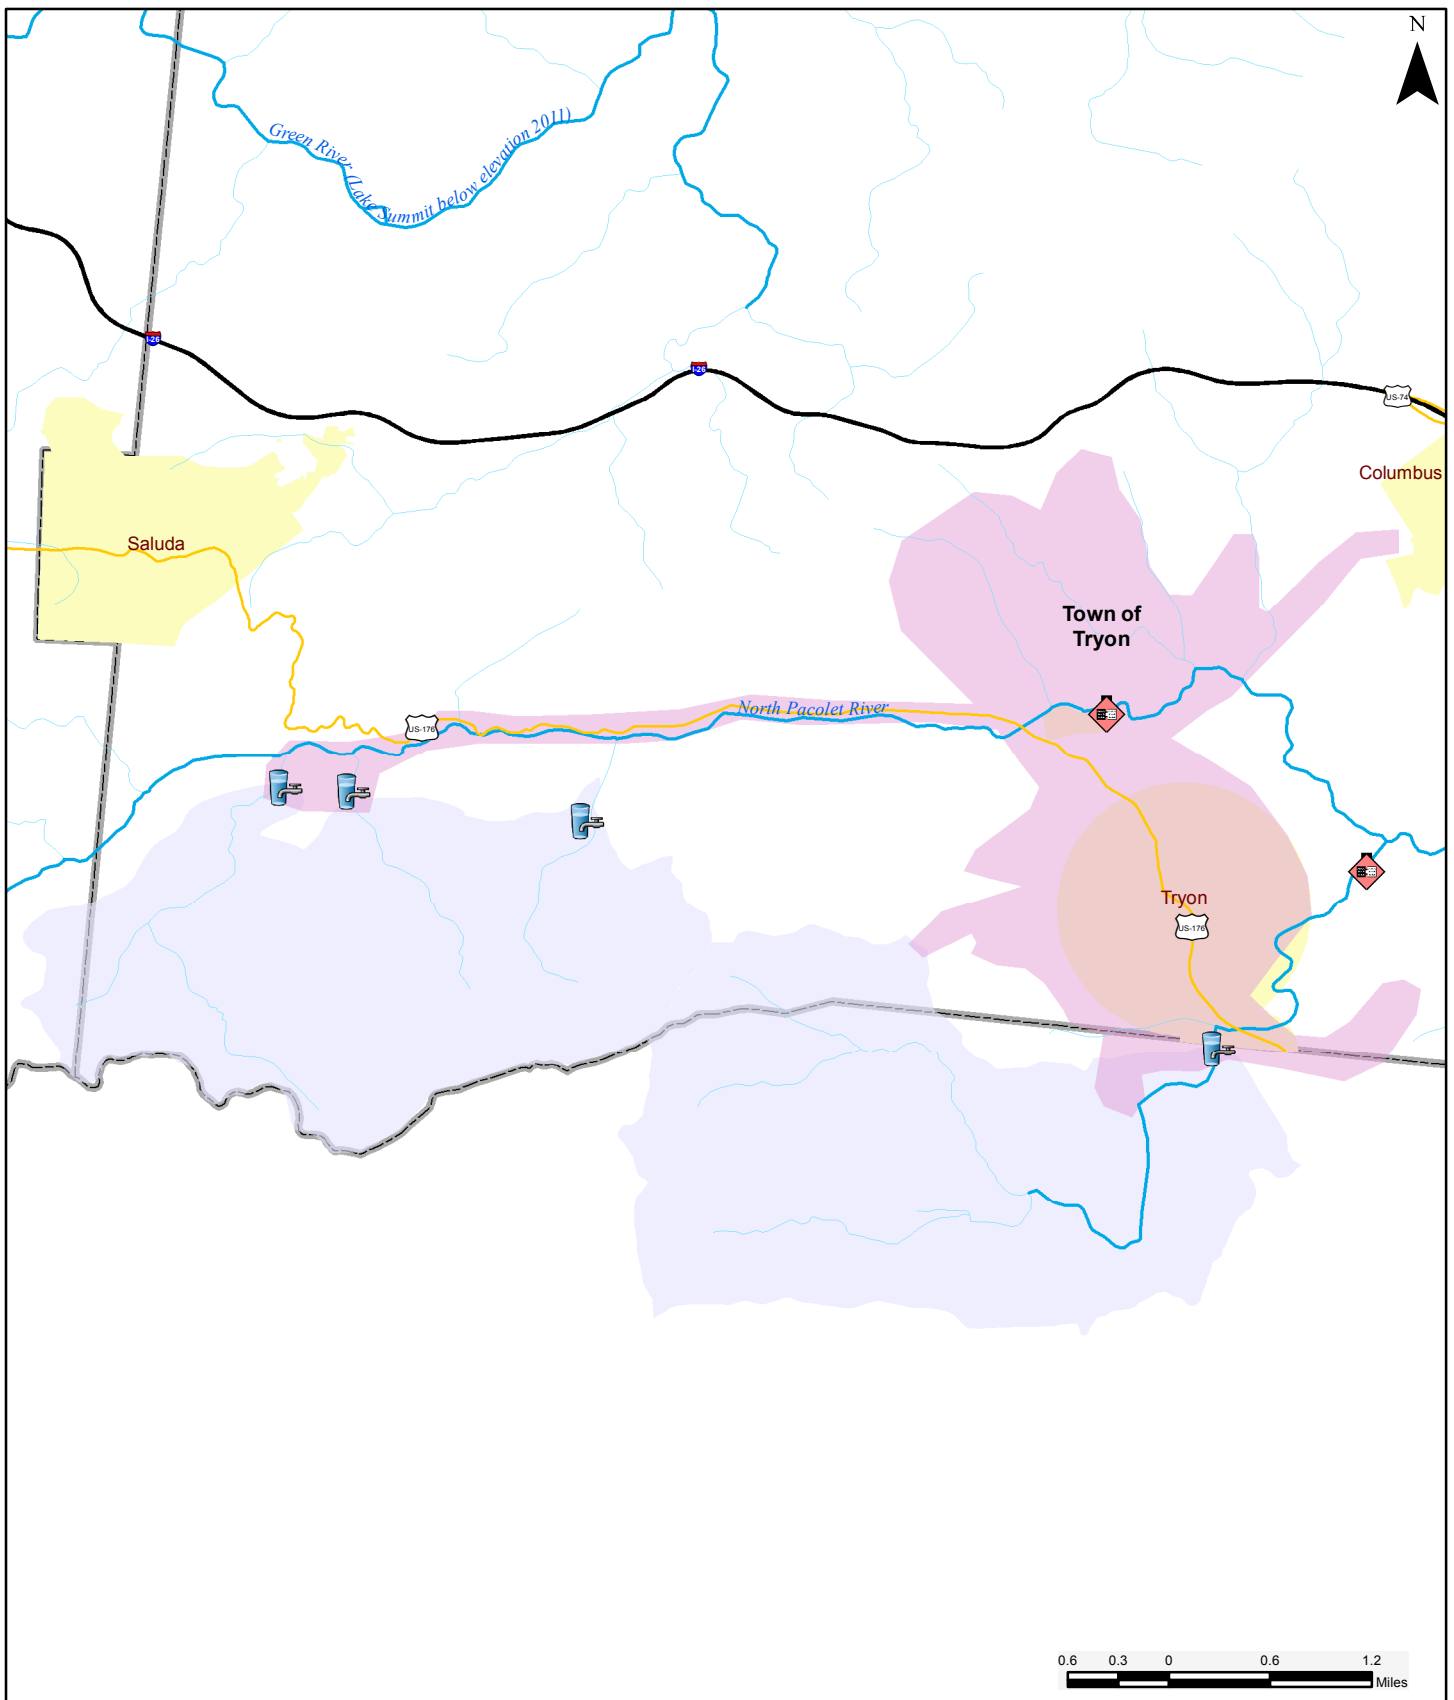 N
Green River (Lake Summit below elevation 2011)
I-26
I-26
US-74
Columbus
Saluda
Town of
Tryon
North Pacolet River
US-176
Tryon
US-176
0.6 0.3 0 0.6 1.2
Miles